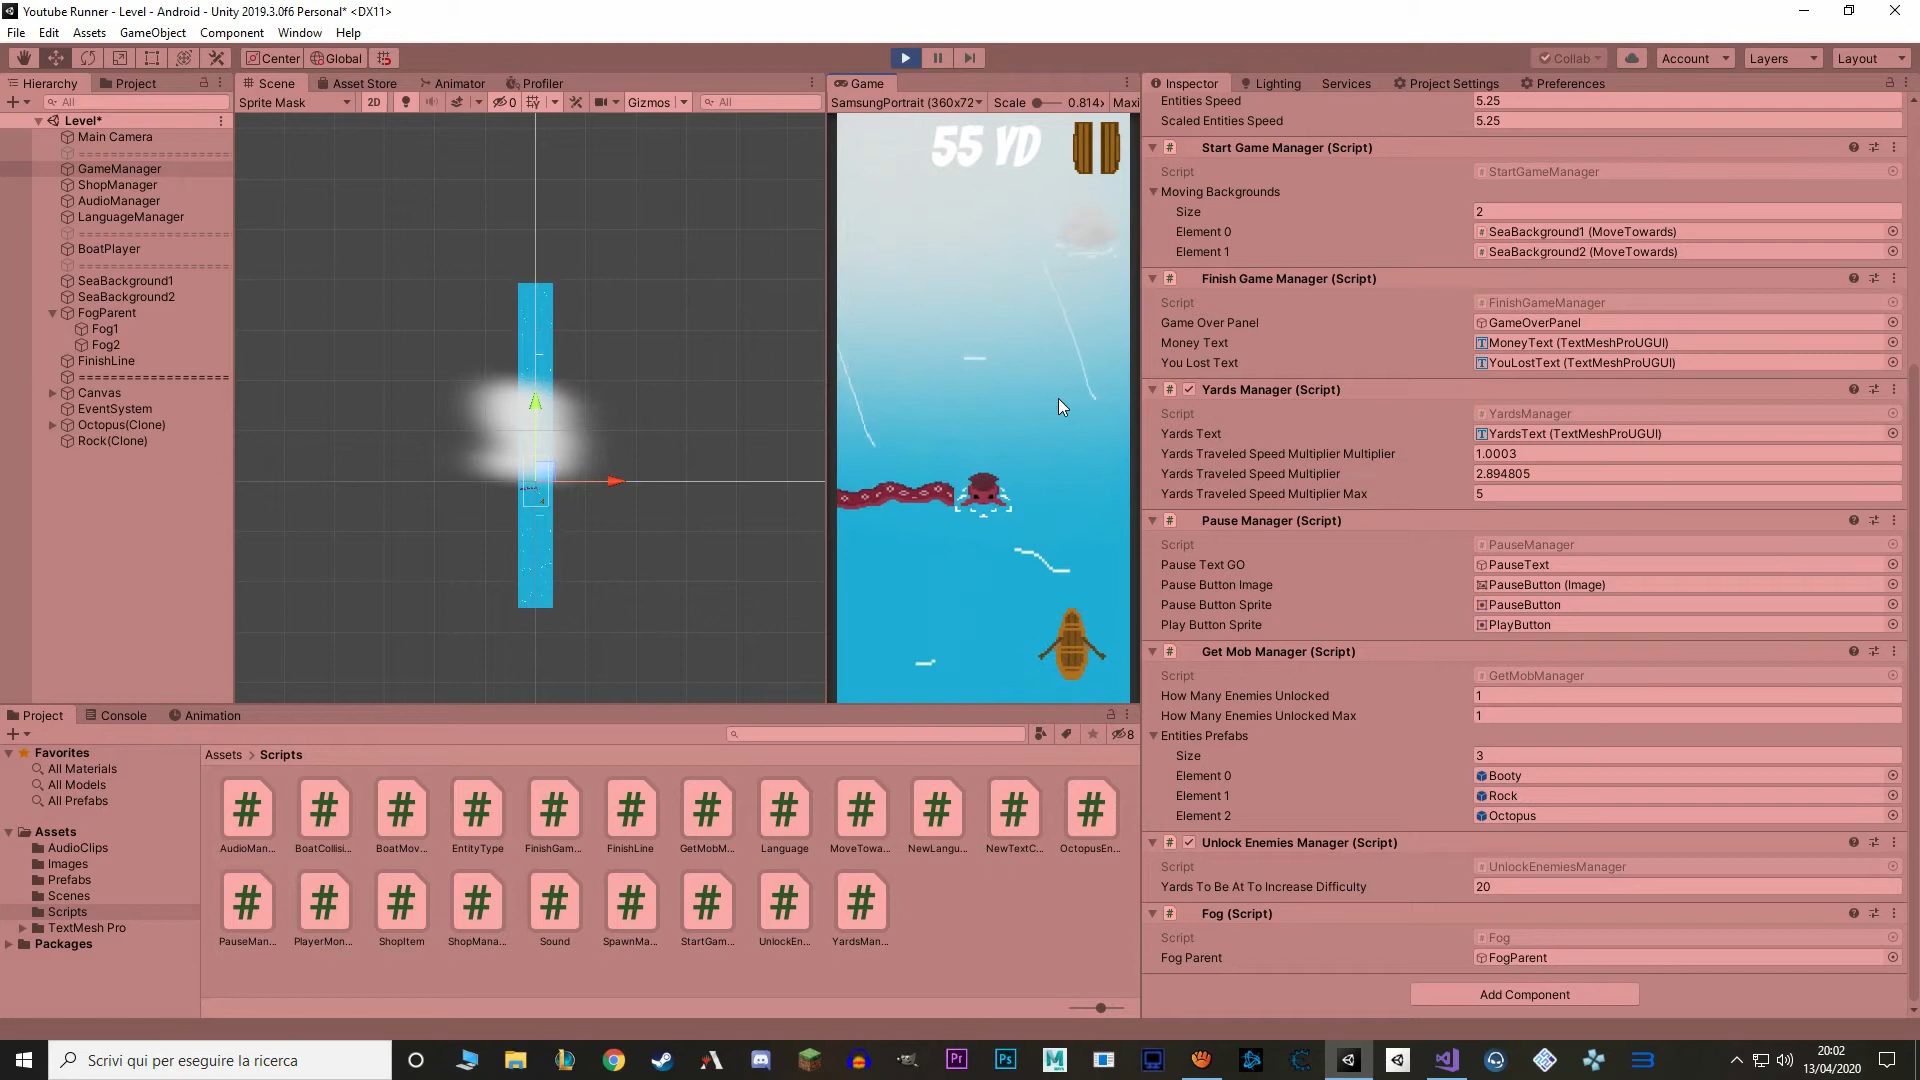 Youtube Runner - Level - Android - Unity 2019.3.0f6 Personal* <DX11>
File Edit Assets GameObject Component Window Help
Center Global Collab Account Layers Layout
Hierarchy Project
All
Level*
Main Camera
====================
GameManager
ShopManager
AudioManager
LanguageManager
====================
BoatPlayer
====================
SeaBackground1
SeaBackground2
FogParent
Fog1
Fog2
FinishLine
====================
Canvas
EventSystem
Octopus(Clone)
Rock(Clone)
Scene Asset Store Animator Profiler
Sprite Mask 2D 0 Gizmos All
Game
SamsungPortrait (360x72 Scale 0.814x Maxi
55 YD
Inspector Lighting Services Project Settings Preferences
Entities Speed 5.25
Scaled Entities Speed 5.25
Start Game Manager (Script)
Script StartGameManager
Moving Backgrounds
Size 2
Element 0 SeaBackground1 (MoveTowards)
Element 1 SeaBackground2 (MoveTowards)
Finish Game Manager (Script)
Script FinishGameManager
Game Over Panel GameOverPanel
Money Text MoneyText (TextMeshProUGUI)
You Lost Text YouLostText (TextMeshProUGUI)
Yards Manager (Script)
Script YardsManager
Yards Text YardsText (TextMeshProUGUI)
Yards Traveled Speed Multiplier Multiplier 1.0003
Yards Traveled Speed Multiplier 2.894805
Yards Traveled Speed Multiplier Max 5
Pause Manager (Script)
Script PauseManager
Pause Text GO PauseText
Pause Button Image PauseButton (Image)
Pause Button Sprite PauseButton
Play Button Sprite PlayButton
Get Mob Manager (Script)
Script GetMobManager
How Many Enemies Unlocked 1
How Many Enemies Unlocked Max 1
Entities Prefabs
Size 3
Element 0 Booty
Element 1 Rock
Element 2 Octopus
Unlock Enemies Manager (Script)
Script UnlockEnemiesManager
Yards To Be At To Increase Difficulty 20
Fog (Script)
Script Fog
Fog Parent FogParent
Add Component
Project Console Animation
8
Favorites
All Materials
All Models
All Prefabs
Assets
AudioClips
Images
Prefabs
Scenes
Scripts
TextMesh Pro
Packages
Assets > Scripts
AudioMan... BoatCollisi... BoatMov... EntityType FinishGam... FinishLine GetMobM... Language MoveTowa... NewLangu... NewTextC... OctopusEn...
PauseMan... PlayerMon... ShopItem ShopMana... Sound SpawnMa... StartGam... UnlockEn... YardsMan...
Scrivi qui per eseguire la ricerca
Pr Ps M
20:02
13/04/2020